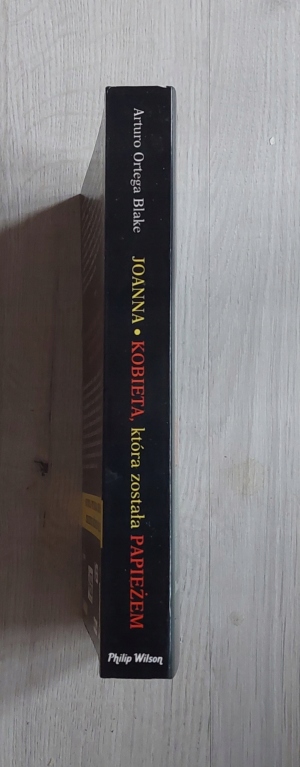 Arturo Ortega Blake
JOANNA • KOBIETA, która została PAPIEŻEM
Philip Wilson